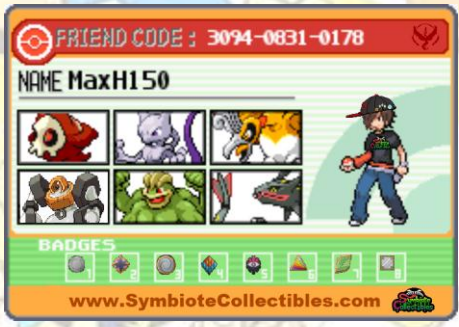 FRIEND CODE : 3094-0831-0178
NAME MaxH150
BADGES
1 2 3 4 5 6 7 8
www.SymbioteCollectibles.com